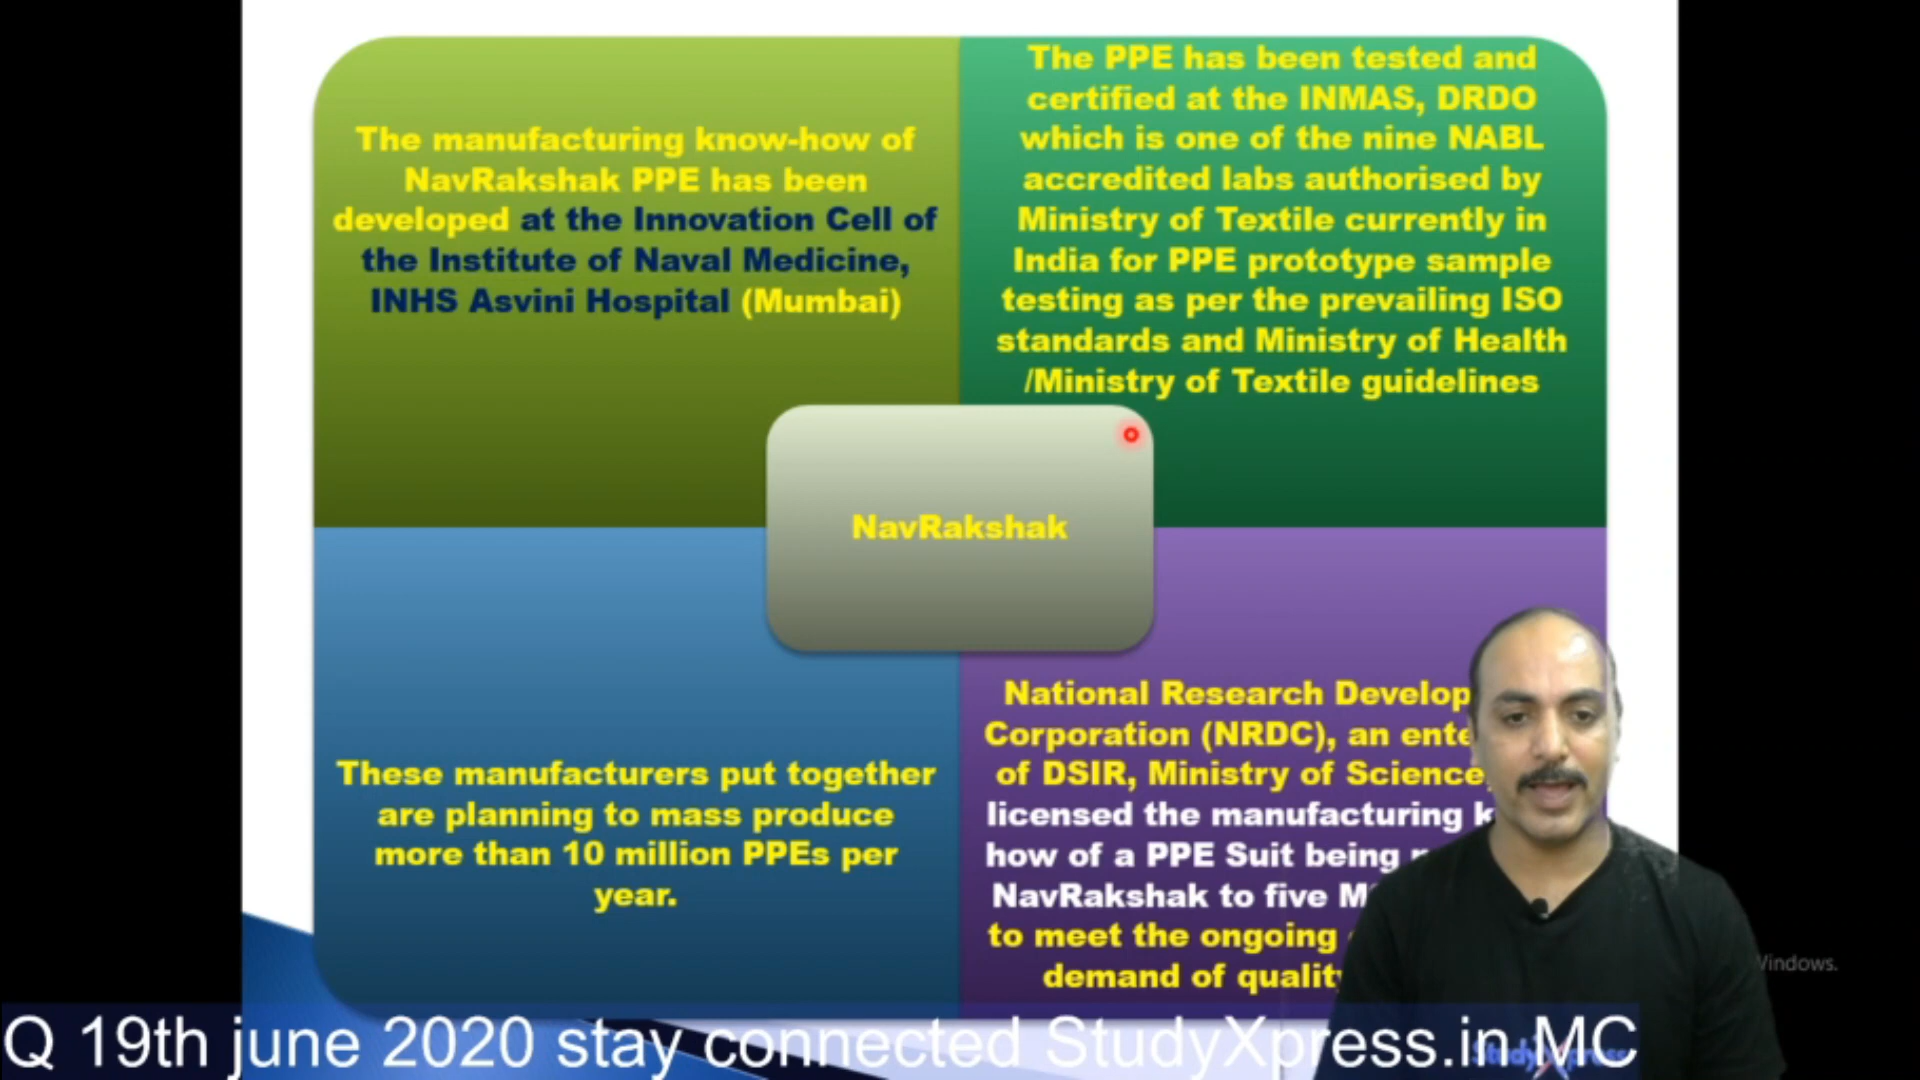 The manufacturing know-how of
NavRakshak PPE has been
developed at the Innovation Cell of
the Institute of Naval Medicine,
INHS Asvini Hospital (Mumbai)
The PPE has been tested and
certified at the INMAS, DRDO
which is one of the nine NABL
accredited labs authorised by
Ministry of Textile currently in
India for PPE prototype sample
testing as per the prevailing ISO
standards and Ministry of Health
/Ministry of Textile guidelines
NavRakshak
These manufacturers put together
are planning to mass produce
more than 10 million PPEs per
year.
National Research
Corporation (NRDC), an
of DSIR, Ministry of Science,
licensed the manufacturing
how of a PPE Suit being
NavRakshak to five
to meet the ongoing
demand of quality
Windows.
Q 19th june 2020 stay connected StudyXpress.in MC
StudyXpress